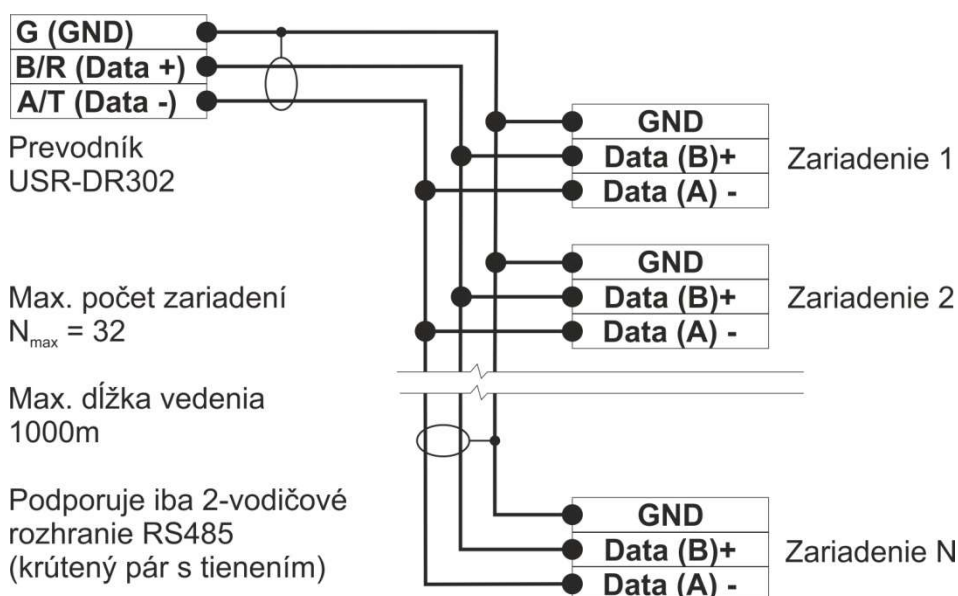 G (GND)
B/R (Data +)
A/T (Data -)
Prevodník
USR-DR302
GND
Data (B)+
Data (A) -
Zariadenie 1
GND
Data (B)+
Data (A) -
Zariadenie 2
Max. počet zariadení
Nmax = 32
Max. dĺžka vedenia
1000m
Podporuje iba 2-vodičové
rozhranie RS485
(krútený pár s tienením)
GND
Data (B)+
Data (A) -
Zariadenie N